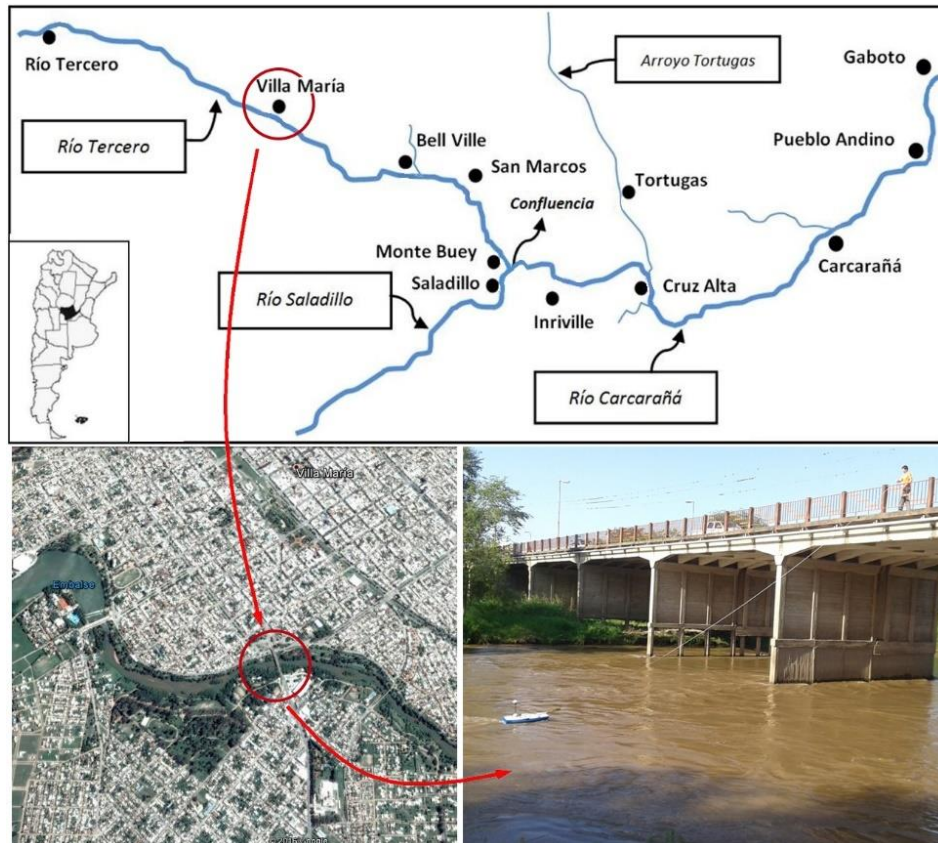 Río Tercero
Villa María
Arroyo Tortugas
Gaboto
Río Tercero
Bell Ville
Pueblo Andino
San Marcos
Tortugas
Confluencia
Monte Buey
Saladillo
Cruz Alta
Carcarañá
Río Saladillo
Inriville
Río Carcarañá
Villa María
Embalse